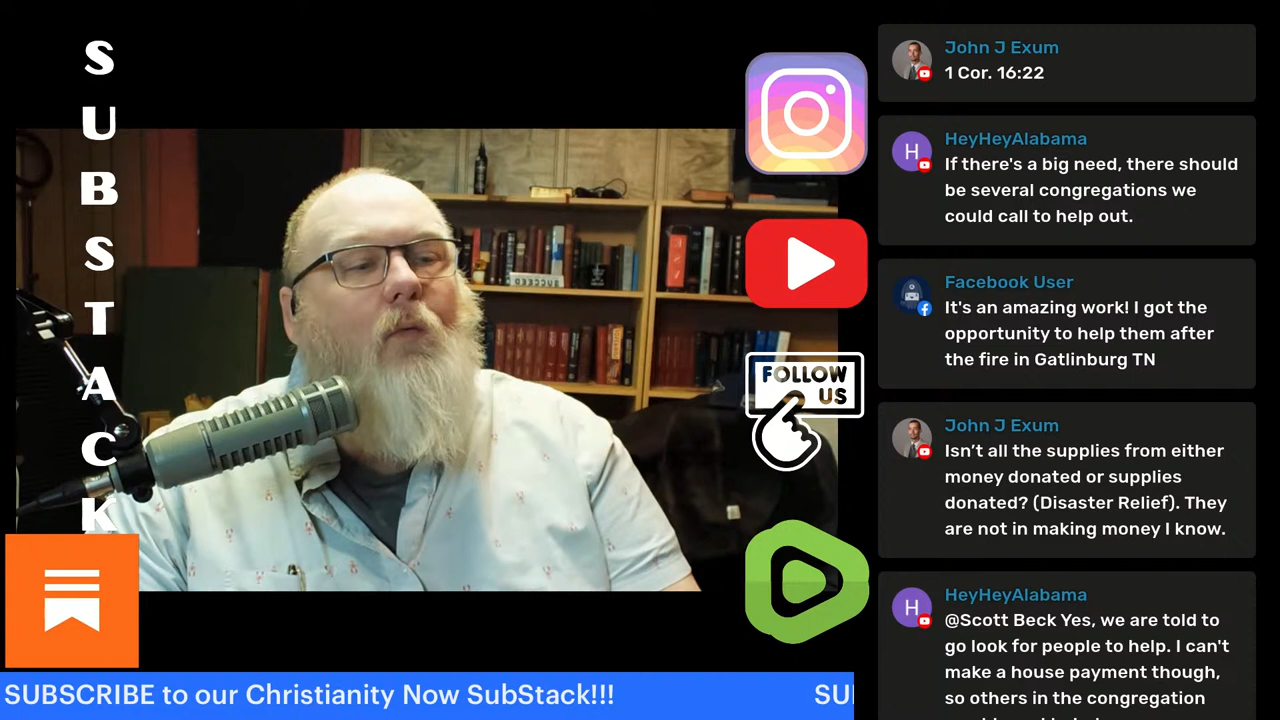 SUBSTACK
John J Exum
1 Cor. 16:22
H
HeyHeyAlabama
If there's a big need, there should
be several congregations we
could call to help out.
Facebook User
It's an amazing work! I got the
opportunity to help them after
the fire in Gatlinburg TN
John J Exum
Isn’t all the supplies from either
money donated or supplies
donated? (Disaster Relief). They
are not in making money I know.
H
HeyHeyAlabama
@Scott Beck Yes, we are told to
go look for people to help. I can't
make a house payment though,
so others in the congregation
FOLLOW
US
SUCCEED
SUBSCRIBE to our Christianity Now SubStack!!!
SU